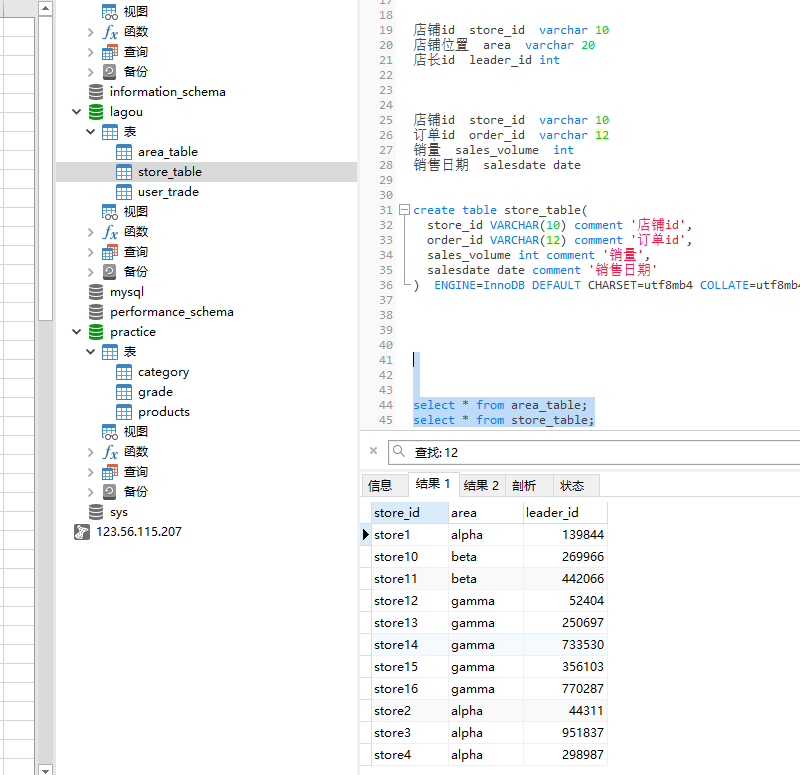 视图
函数
查询
备份
information_schema
lagou
表
area_table
store_table
user_trade
视图
函数
查询
备份
mysql
performance_schema
practice
表
category
grade
products
视图
函数
查询
备份
sys
123.56.115.207
17
18
19 店铺id store_id varchar 10
20 店铺位置 area varchar 20
21 店长id leader_id int
22
23
24
25 店铺id store_id varchar 10
26 订单id order_id varchar 12
27 销量 sales_volume int
28 销售日期 salesdate date
29
30
31 create table store_table(
32 store_id VARCHAR(10) comment '店铺id',
33 order_id VARCHAR(12) comment '订单id',
34 sales_volume int comment '销量',
35 salesdate date comment '销售日期'
36 ) ENGINE=InnoDB DEFAULT CHARSET=utf8mb4 COLLATE=utf8mb4
37
38
39
40
41
42
43
44 select * from area_table;
45 select * from store_table;
查找: 12
信息 结果 1 结果 2 剖析 状态
store_id area leader_id
store1 alpha 139844
store10 beta 269966
store11 beta 442066
store12 gamma 52404
store13 gamma 250697
store14 gamma 733530
store15 gamma 356103
store16 gamma 770287
store2 alpha 44311
store3 alpha 951837
store4 alpha 298987